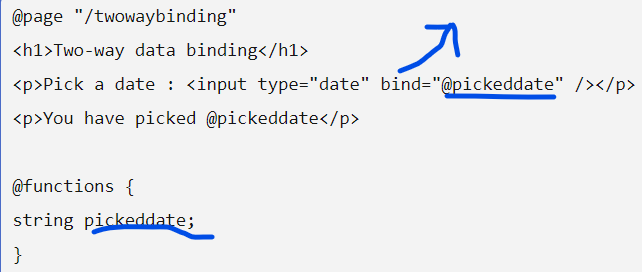 @page "/twowaybinding"
<h1>Two-way data binding</h1>
<p>Pick a date : <input type="date" bind="@pickeddate" /></p>
<p>You have picked @pickeddate</p>
@functions {
string pickeddate;
}